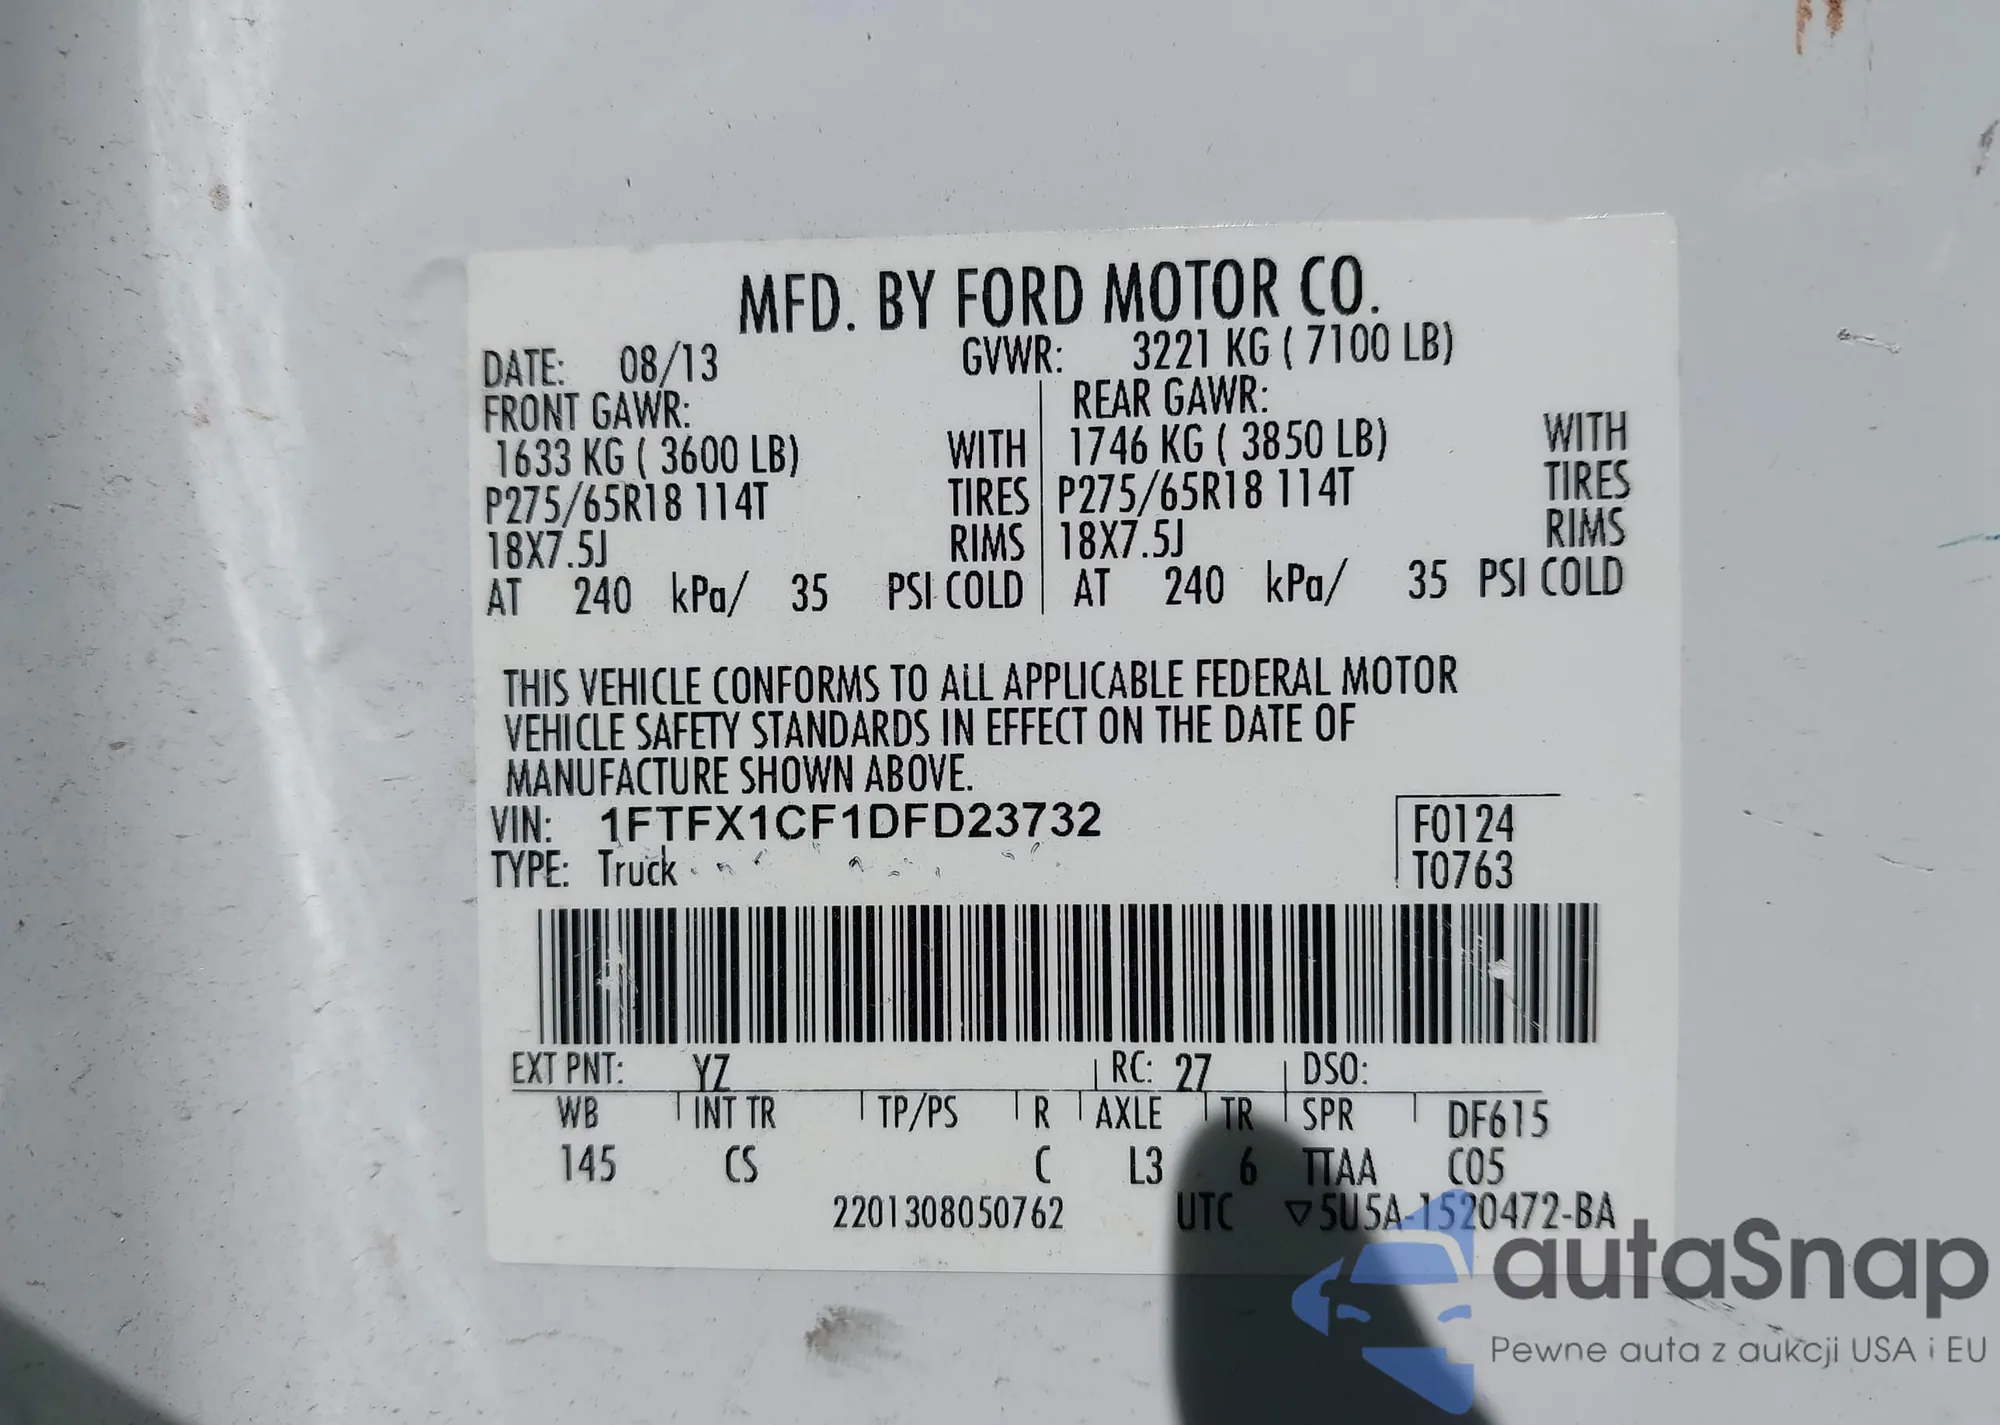 MFD. BY FORD MOTOR CO.
DATE: 08/13 GVWR: 3221 KG ( 7100 LB)
FRONT GAWR: REAR GAWR:
1633 KG ( 3600 LB) WITH 1746 KG ( 3850 LB) WITH
P275/65R18 114T TIRES P275/65R18 114T TIRES
18X7.5J RIMS 18X7.5J RIMS
AT 240 kPa/ 35 PSI COLD AT 240 kPa/ 35 PSI COLD
THIS VEHICLE CONFORMS TO ALL APPLICABLE FEDERAL MOTOR
VEHICLE SAFETY STANDARDS IN EFFECT ON THE DATE OF
MANUFACTURE SHOWN ABOVE.
VIN: 1FTFX1CF1DFD23732 F0124
TYPE: Truck T0763
EXT PNT: YZ RC: 27 DSO:
WB INT TR TP/PS R AXLE TR SPR DF615
145 CS C L3 6 TTAA C05
2201308050762 UTC ▽5U5A-1520472-BA
autaSnap
Pewne auta z aukcji USA i EU